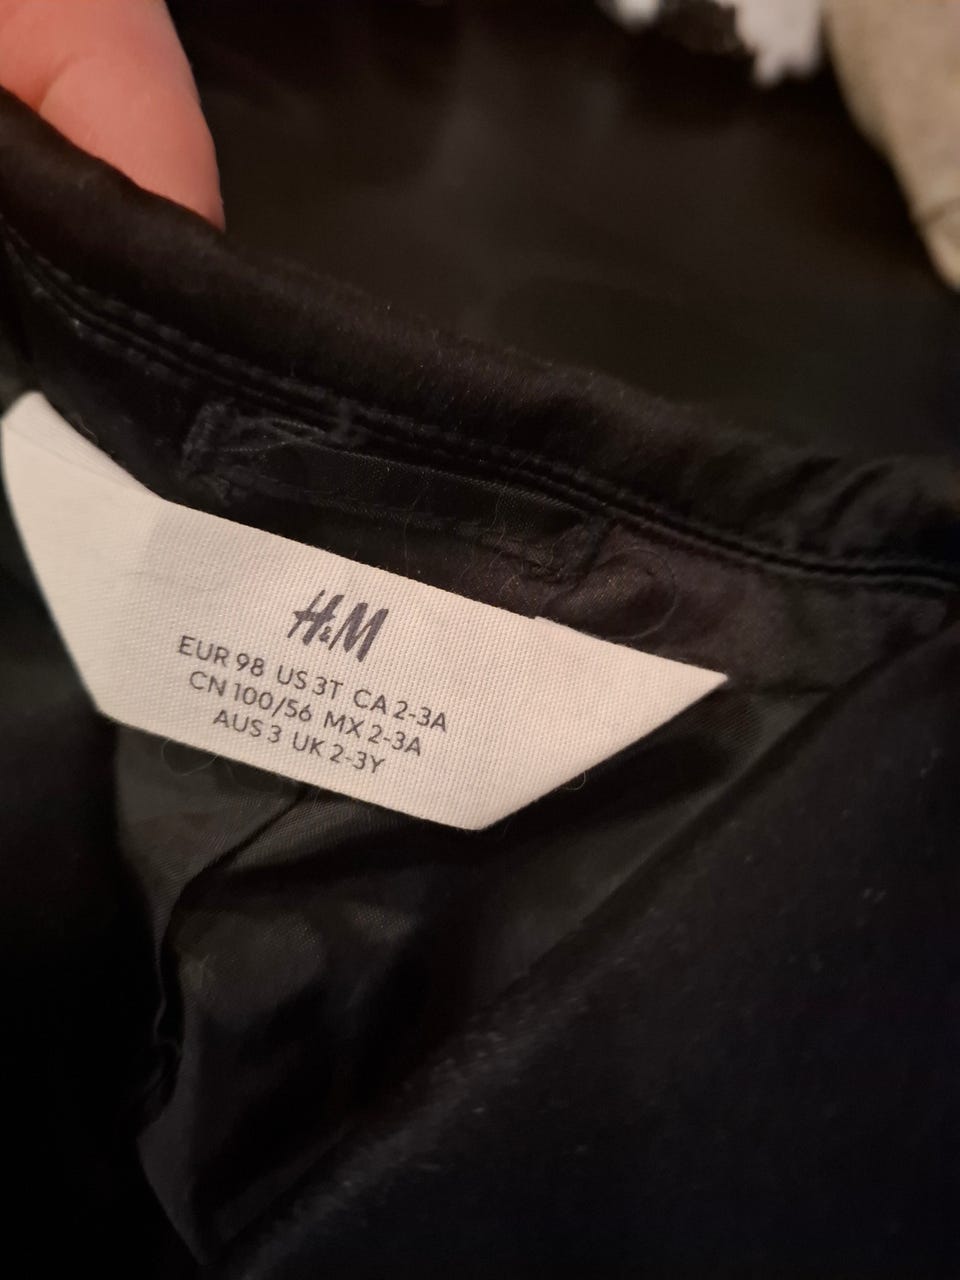 H&M
EUR 98 US 3T CA 2-3A
CN 100/56 MX 2-3A
AUS 3 UK 2-3Y